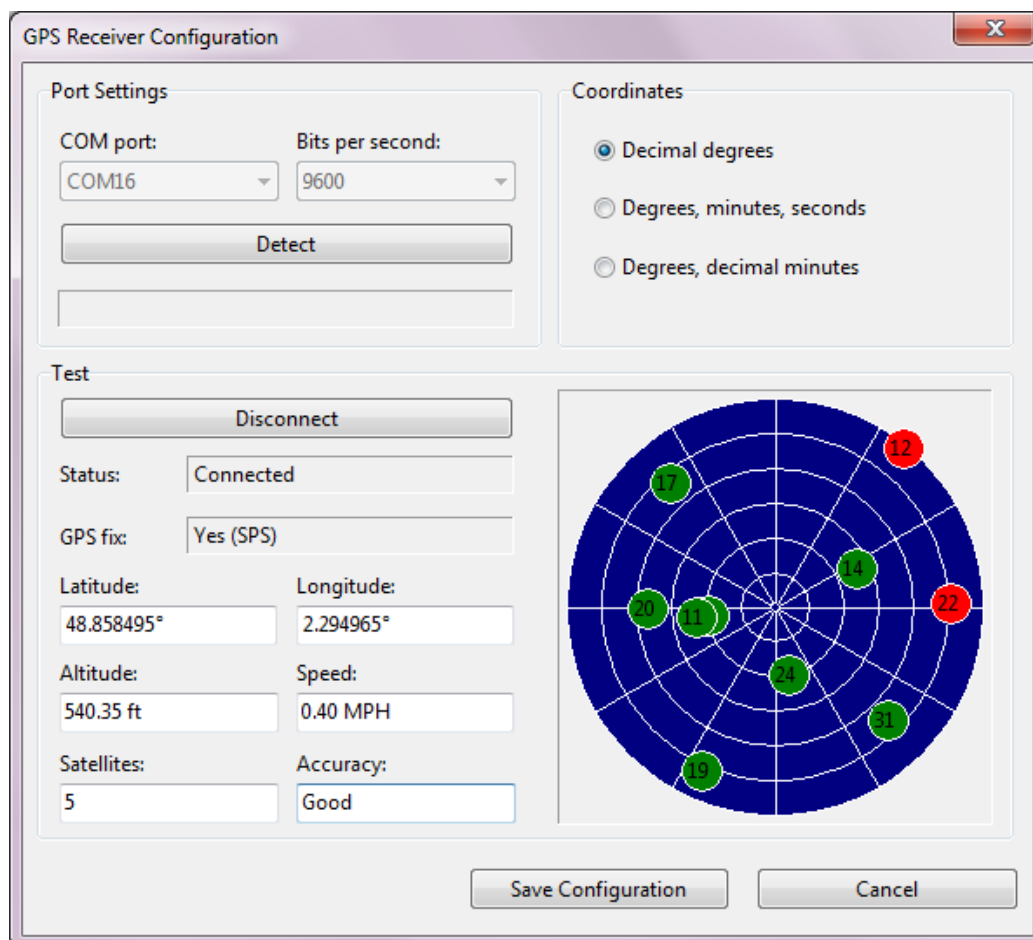 GPS Receiver Configuration
Port Settings
COM port:
Bits per second:
COM16
9600
Detect
Coordinates
Decimal degrees
Degrees, minutes, seconds
Degrees, decimal minutes
Test
Disconnect
Status:
Connected
GPS fix:
Yes (SPS)
Latitude:
Longitude:
48.858495°
2.294965°
Altitude:
Speed:
540.35 ft
0.40 MPH
Satellites:
Accuracy:
5
Good
12
17
14
20
11
22
24
31
19
Save Configuration
Cancel